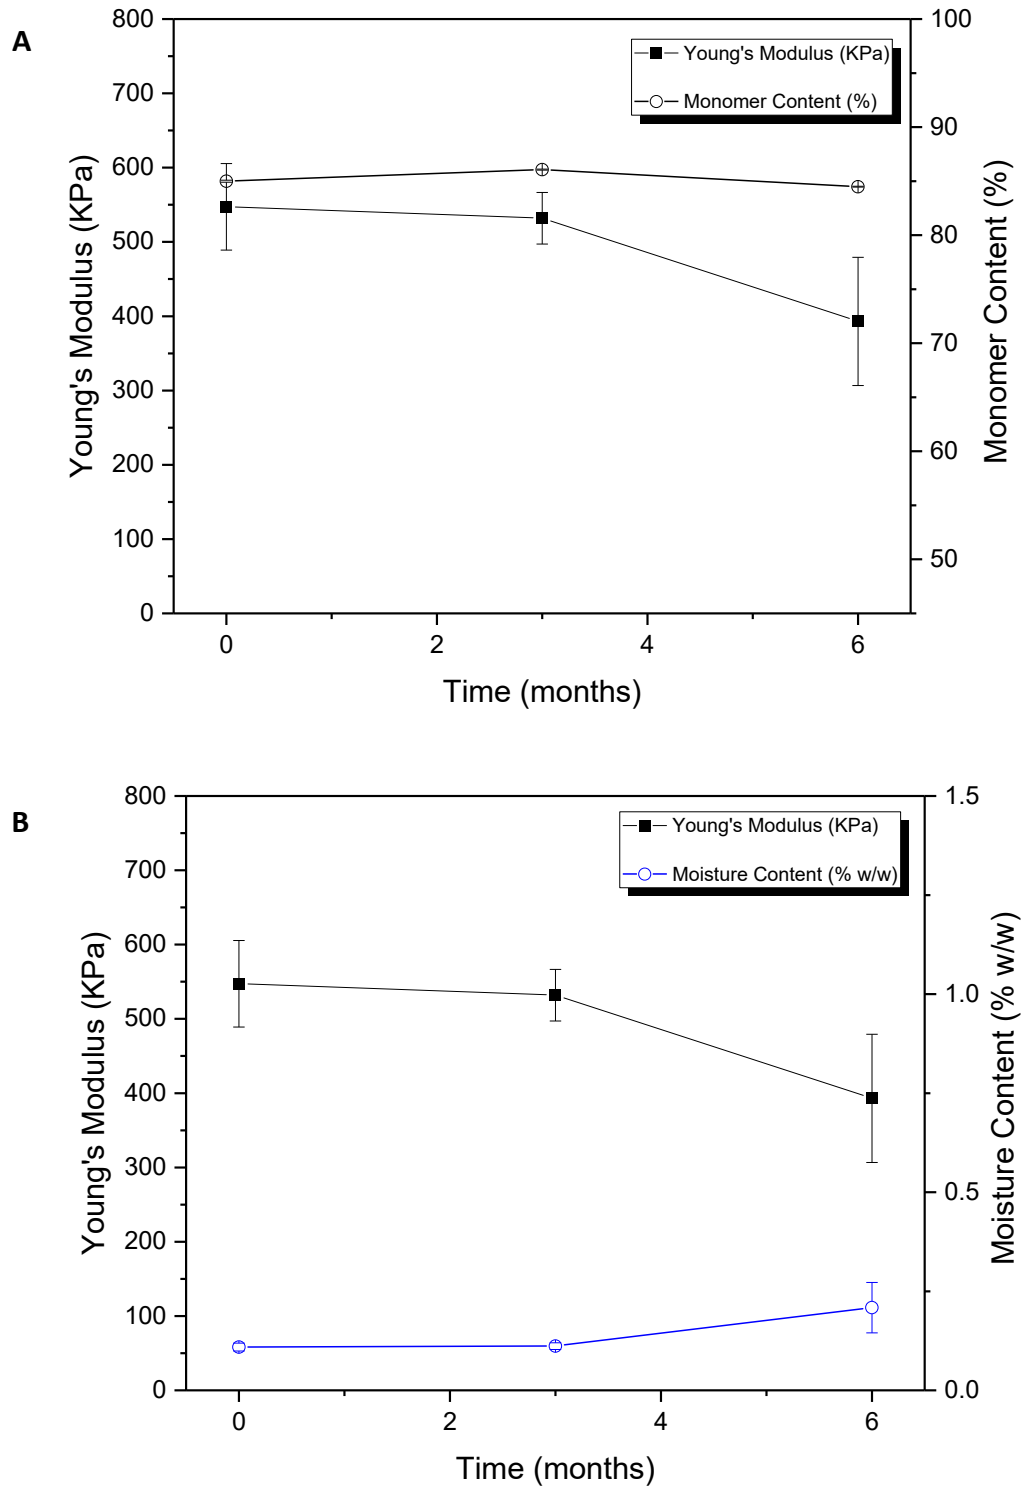 A
Young's Modulus (KPa)
Monomer Content (%)
800
700
600
500
400
300
200
100
0
Young's Modulus (KPa)
100
90
80
70
60
50
Monomer Content (%)
0 2 4 6
Time (months)
B
Young's Modulus (KPa)
Moisture Content (% w/w)
800
700
600
500
400
300
200
100
0
Young's Modulus (KPa)
1.5
1.0
0.5
0.0
Moisture Content (% w/w)
0 2 4 6
Time (months)